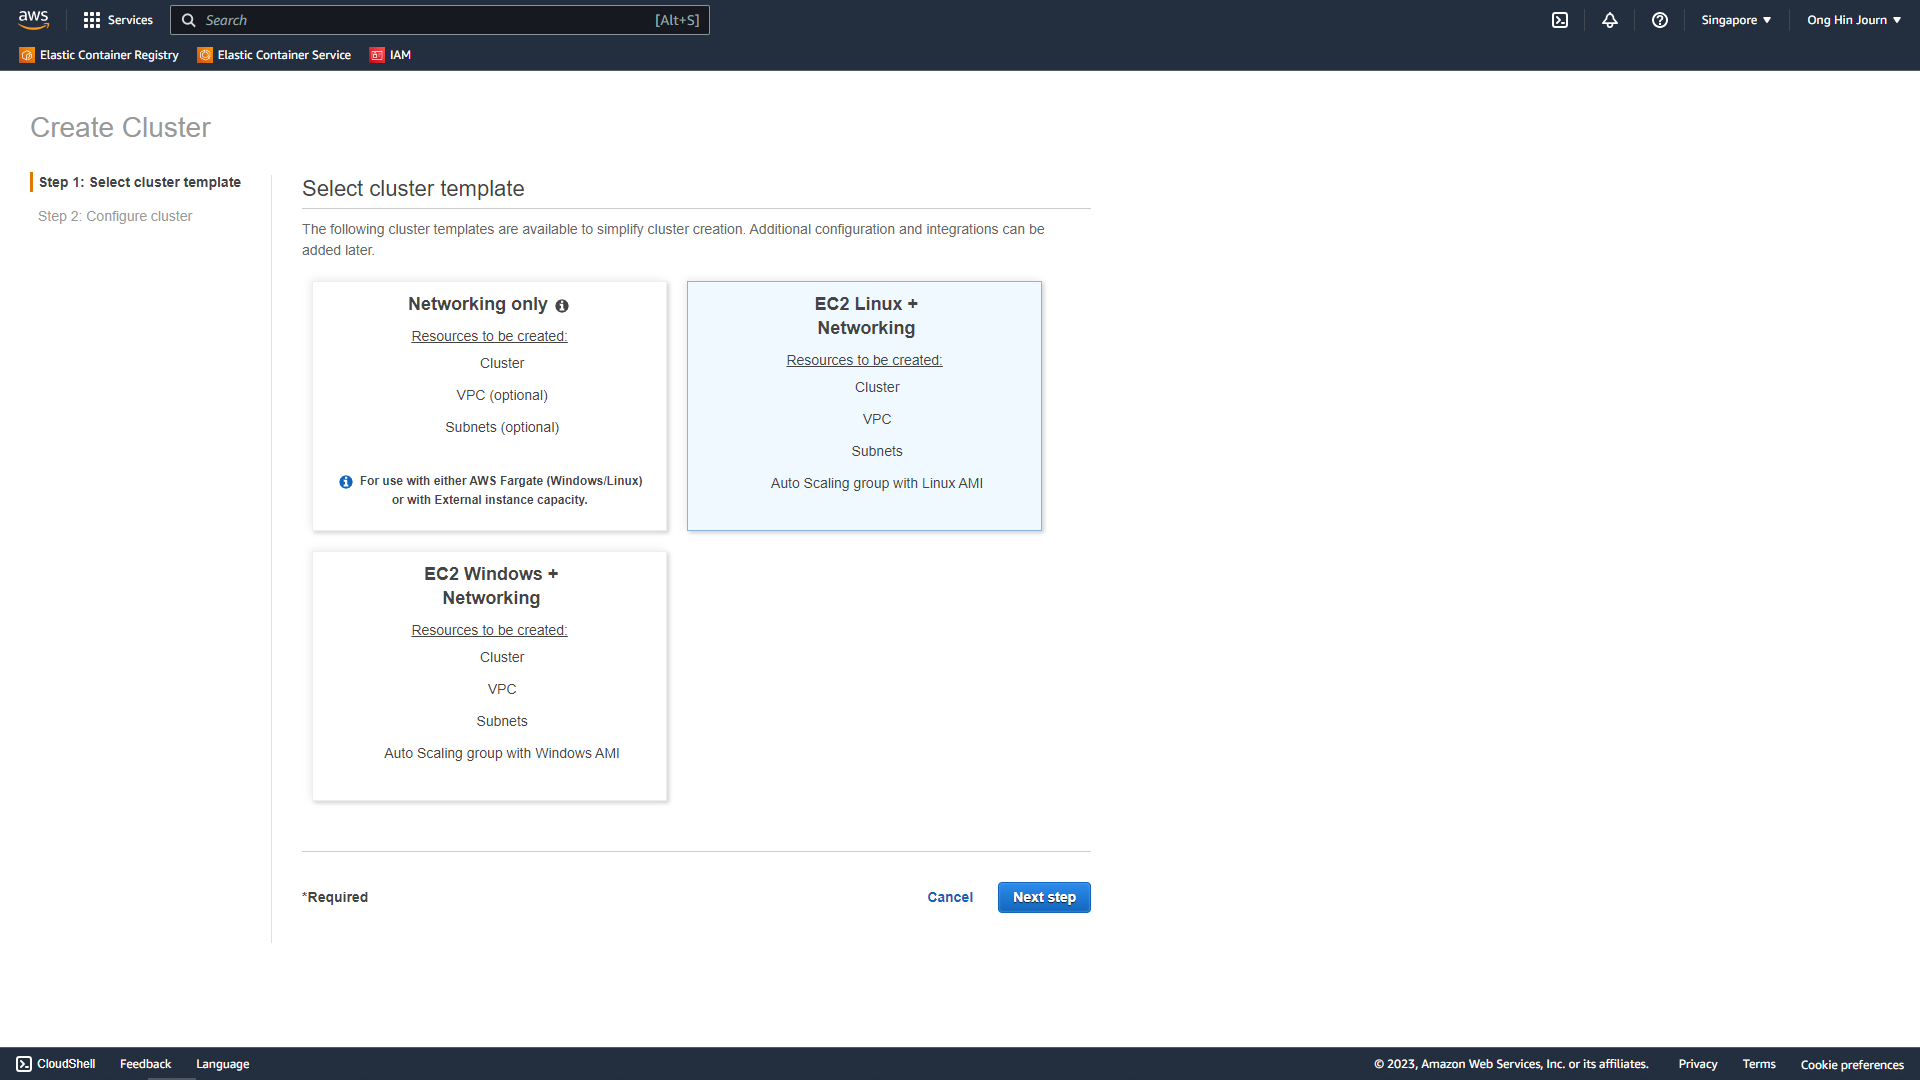 aws
Services
Search
[Alt+S]
Singapore ▼
Ong Hin Journ ▼
Elastic Container Registry
Elastic Container Service
IAM
Create Cluster
Step 1: Select cluster template
Step 2: Configure cluster
Select cluster template
The following cluster templates are available to simplify cluster creation. Additional configuration and integrations can be
added later.
Networking only
Resources to be created:
Cluster
VPC (optional)
Subnets (optional)
For use with either AWS Fargate (Windows/Linux)
or with External instance capacity.
EC2 Linux +
Networking
Resources to be created:
Cluster
VPC
Subnets
Auto Scaling group with Linux AMI
EC2 Windows +
Networking
Resources to be created:
Cluster
VPC
Subnets
Auto Scaling group with Windows AMI
*Required
Cancel
Next step
CloudShell
Feedback
Language
© 2023, Amazon Web Services, Inc. or its affiliates.
Privacy
Terms
Cookie preferences